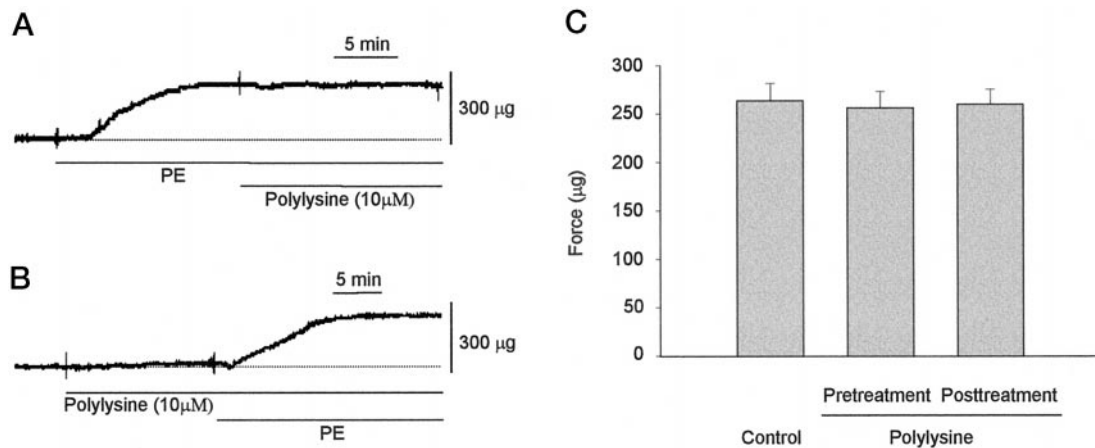 A
5 min
300 µg
PE
Polylysine (10µM)
B
5 min
300 µg
Polylysine (10µM)
PE
C
300
250
200
150
100
50
0
Force (µg)
Pretreatment Posttreatment
Control Polylysine